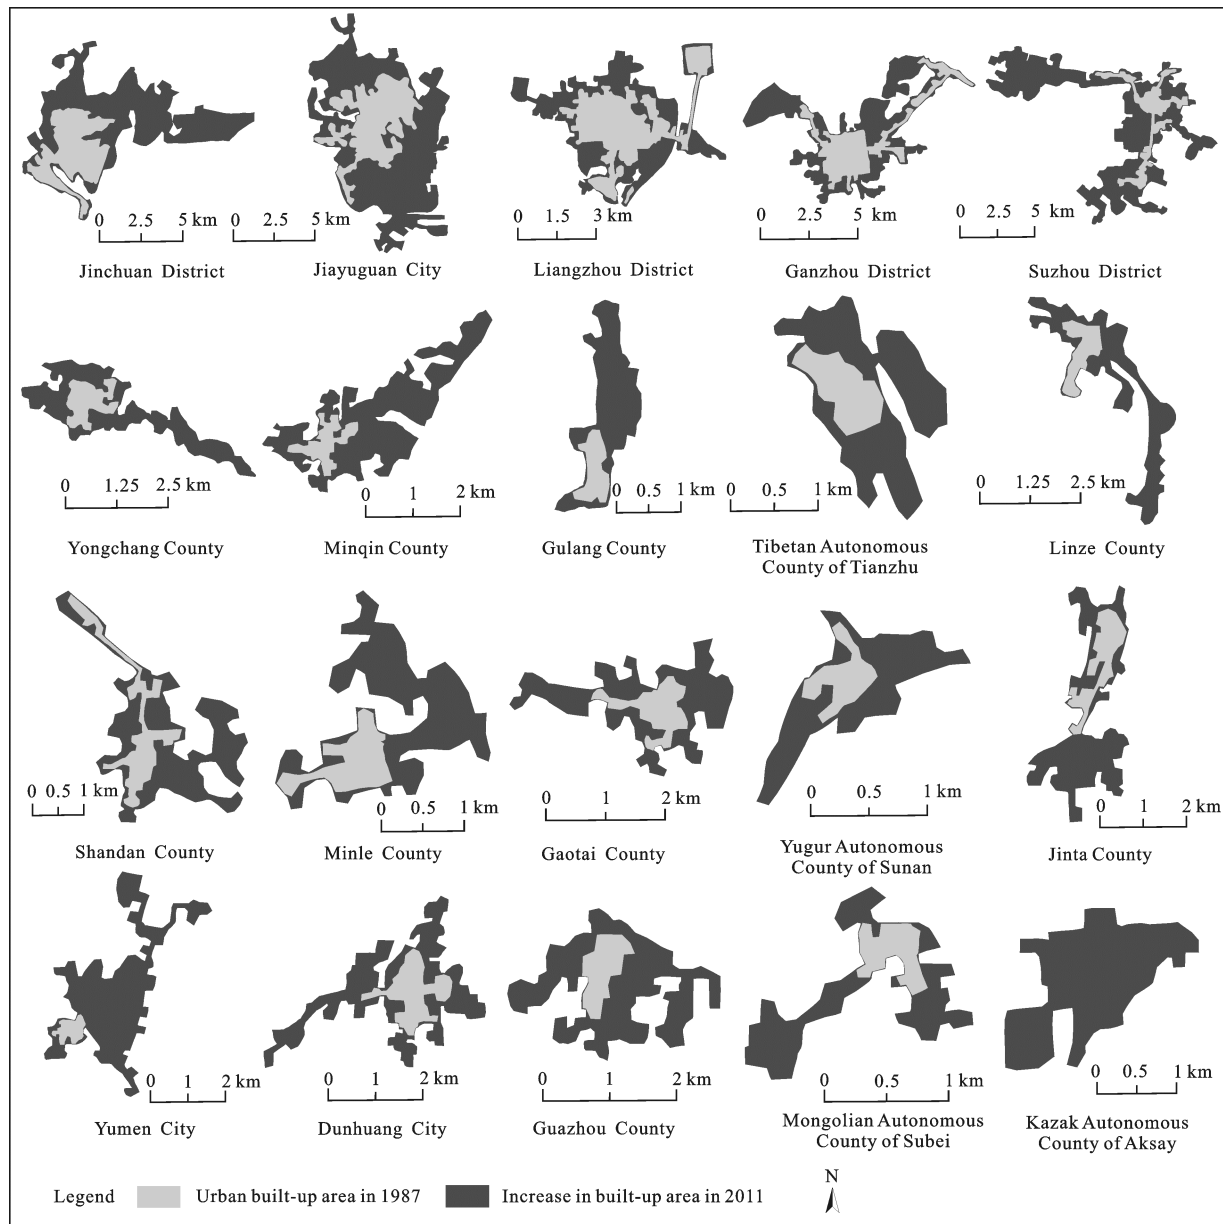 0 2.5 5 km
0 2.5 5 km
0 1.5 3 km
0 2.5 5 km
0 2.5 5 km
Jinchuan District
Jiayuguan City
Liangzhou District
Ganzhou District
Suzhou District
0 1.25 2.5 km
0 1 2 km
0 0.5 1 km
0 0.5 1 km
0 1.25 2.5 km
Yongchang County
Minqin County
Gulang County
Tibetan Autonomous
County of Tianzhu
Linze County
0 0.5 1 km
0 0.5 1 km
0 1 2 km
0 0.5 1 km
0 1 2 km
Shandan County
Minle County
Gaotai County
Yugur Autonomous
County of Sunan
Jinta County
0 1 2 km
0 1 2 km
0 1 2 km
0 0.5 1 km
0 0.5 1 km
Yumen City
Dunhuang City
Guazhou County
Mongolian Autonomous
County of Subei
Kazak Autonomous
County of Aksay
N
Legend Urban built-up area in 1987 Increase in built-up area in 2011